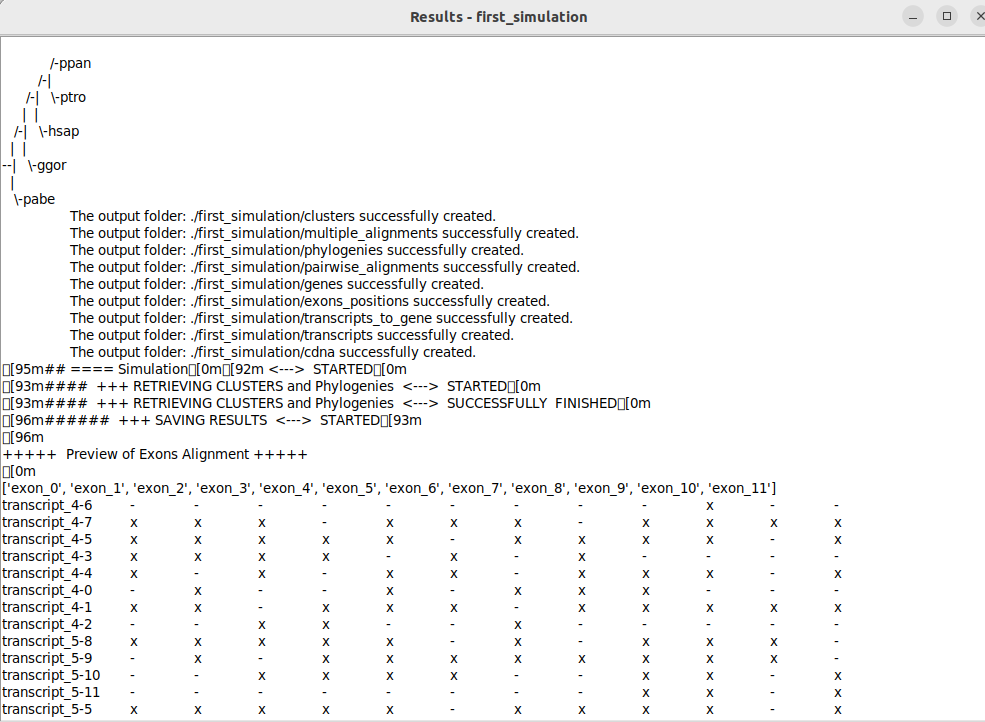 Results - first_simulation
/-ppan
/-|
/-|   \-ptro
| |
/-|   \-hsap
| |
--|   \-ggor
|
\-pabe
The output folder: ./first_simulation/clusters successfully created.
The output folder: ./first_simulation/multiple_alignments successfully created.
The output folder: ./first_simulation/phylogenies successfully created.
The output folder: ./first_simulation/pairwise_alignments successfully created.
The output folder: ./first_simulation/genes successfully created.
The output folder: ./first_simulation/exons_positions successfully created.
The output folder: ./first_simulation/transcripts_to_gene successfully created.
The output folder: ./first_simulation/transcripts successfully created.
The output folder: ./first_simulation/cdna successfully created.
□[95m## ==== Simulation□[0m□[92m <---> STARTED□[0m
□[93m#### +++ RETRIEVING CLUSTERS and Phylogenies <---> STARTED□[0m
□[93m#### +++ RETRIEVING CLUSTERS and Phylogenies <---> SUCCESSFULLY FINISHED□[0m
□[96m###### +++ SAVING RESULTS <---> STARTED□[93m
□[96m
+++++ Preview of Exons Alignment +++++
□[0m
['exon_0', 'exon_1', 'exon_2', 'exon_3', 'exon_4', 'exon_5', 'exon_6', 'exon_7', 'exon_8', 'exon_9', 'exon_10', 'exon_11']
transcript_4-6 - - - - - - - - - x - -
transcript_4-7 x x x - x x x - x x x x
transcript_4-5 x x x x x - x x x x - x
transcript_4-3 x x x x - x - x - - - -
transcript_4-4 x - x - x x - x x x - x
transcript_4-0 - x - - x - x x x - - -
transcript_4-1 x x - x x x - x x x x x
transcript_4-2 - - x x - - x - - - - -
transcript_5-8 x x x x x - x - x x x -
transcript_5-9 - x - x x x x x x x x -
transcript_5-10 - - x x x x - - x x - x
transcript_5-11 - - - - - - - - x x - x
transcript_5-5 x x x x x - x x x x - x